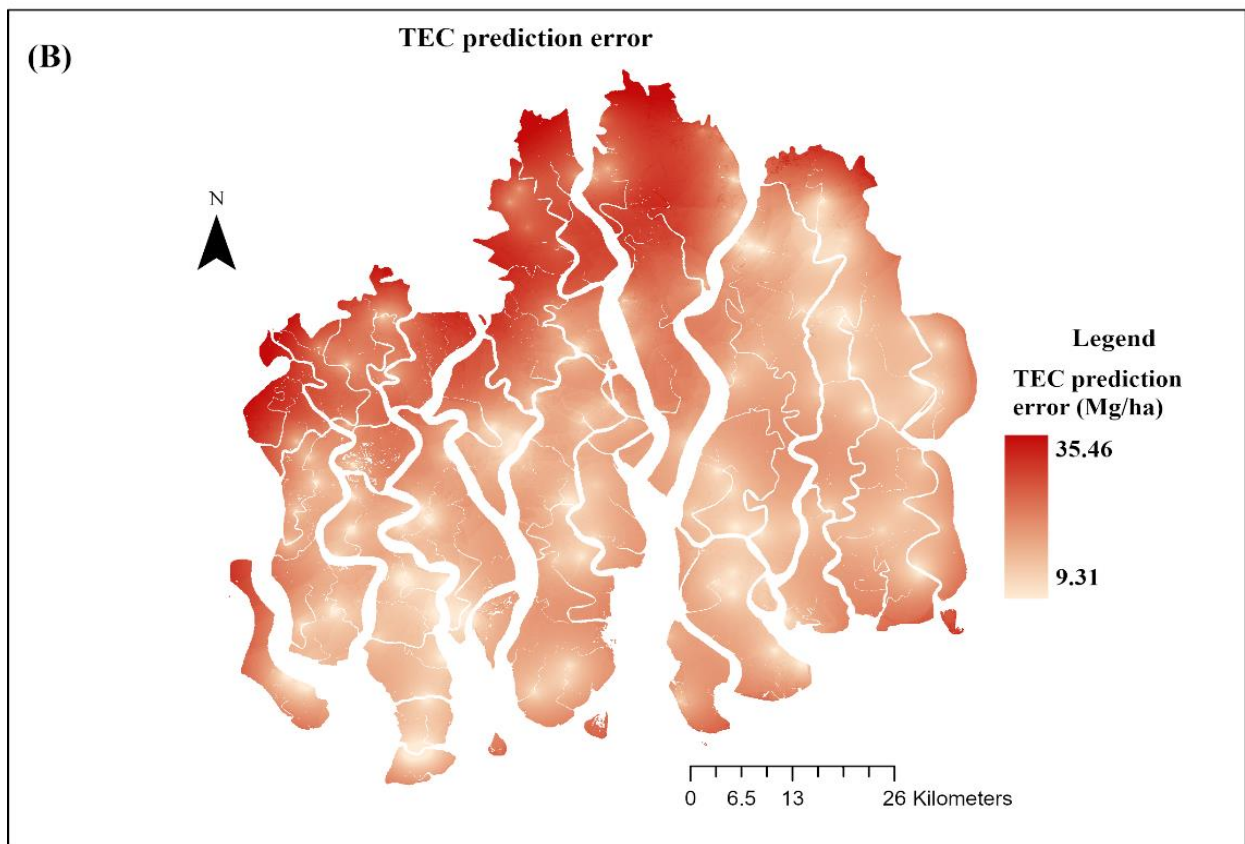 (B)
TEC prediction error
N
Legend
TEC prediction
error (Mg/ha)
35.46
9.31
0 6.5 13 26 Kilometers